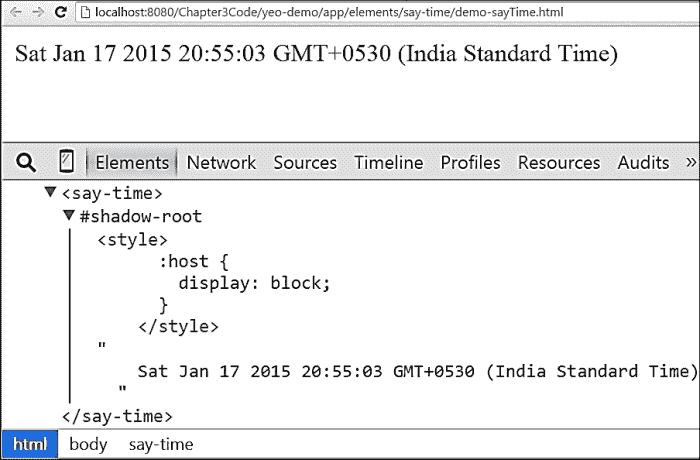 localhost:8080/Chapter3Code/yeo-demo/app/elements/say-time/demo-sayTime.html
Sat Jan 17 2015 20:55:03 GMT+0530 (India Standard Time)
Elements Network Sources Timeline Profiles Resources Audits »
<say-time>
#shadow-root
<style>
:host {
display: block;
}
</style>
"
Sat Jan 17 2015 20:55:03 GMT+0530 (India Standard Time)
"
</say-time>
html body say-time